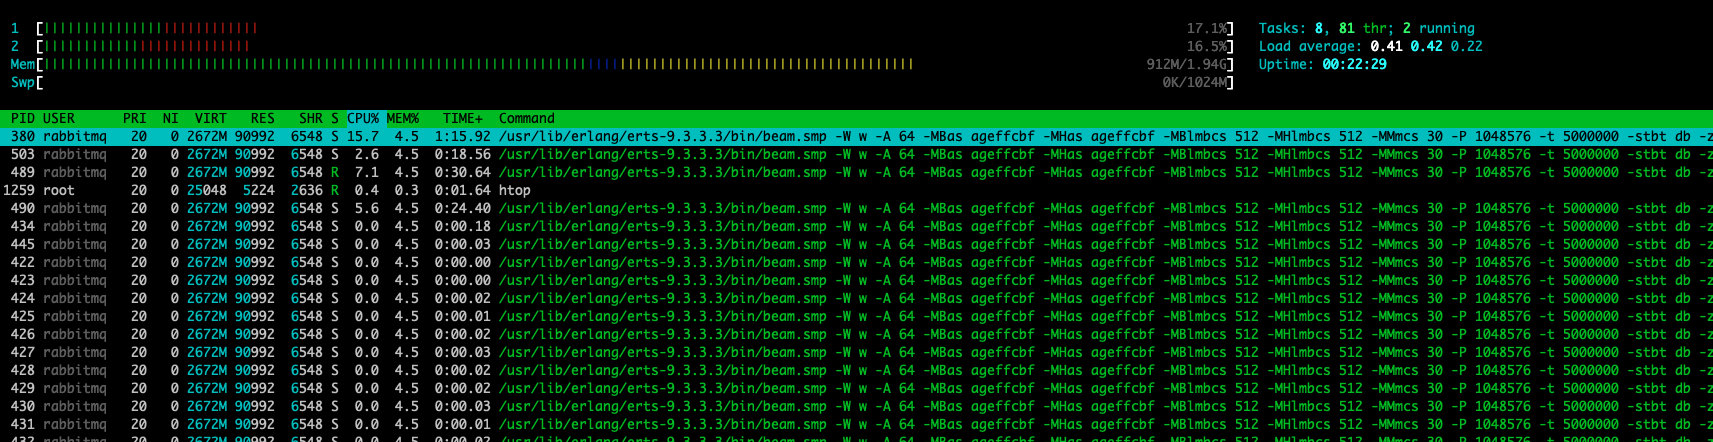 1 [|||||||||||||||||||||||||| 17.1%] Tasks: 8, 81 thr; 2 running
2 [||||||||||||||||||||||||| 16.5%] Load average: 0.41 0.42 0.22
Mem[|||||||||||||||||||||||||||||||||||||||||||||||||||||||||||||||||||||||||||||||||||||||||||||||||||||||||||| 912M/1.94G] Uptime: 00:22:29
Swp[ 0K/1024M]
PID USER PRI NI VIRT RES SHR S CPU% MEM% TIME+ Command
380 rabbitmq 20 0 2672M 90992 6548 S 15.7 4.5 1:15.92 /usr/lib/erlang/erts-9.3.3.3/bin/beam.smp -W w -A 64 -MBas ageffcbf -MHas ageffcbf -MBlmbcs 512 -MHlmbcs 512 -MMmcs 30 -P 1048576 -t 5000000 -stbt db -z
503 rabbitmq 20 0 2672M 90992 6548 S 2.6 4.5 0:18.56 /usr/lib/erlang/erts-9.3.3.3/bin/beam.smp -W w -A 64 -MBas ageffcbf -MHas ageffcbf -MBlmbcs 512 -MHlmbcs 512 -MMmcs 30 -P 1048576 -t 5000000 -stbt db -z
489 rabbitmq 20 0 2672M 90992 6548 R 7.1 4.5 0:30.64 /usr/lib/erlang/erts-9.3.3.3/bin/beam.smp -W w -A 64 -MBas ageffcbf -MHas ageffcbf -MBlmbcs 512 -MHlmbcs 512 -MMmcs 30 -P 1048576 -t 5000000 -stbt db -z
1259 root 20 0 25048 5224 2636 R 0.4 0.3 0:01.64 htop
490 rabbitmq 20 0 2672M 90992 6548 S 5.6 4.5 0:24.40 /usr/lib/erlang/erts-9.3.3.3/bin/beam.smp -W w -A 64 -MBas ageffcbf -MHas ageffcbf -MBlmbcs 512 -MHlmbcs 512 -MMmcs 30 -P 1048576 -t 5000000 -stbt db -z
434 rabbitmq 20 0 2672M 90992 6548 S 0.0 4.5 0:00.18 /usr/lib/erlang/erts-9.3.3.3/bin/beam.smp -W w -A 64 -MBas ageffcbf -MHas ageffcbf -MBlmbcs 512 -MHlmbcs 512 -MMmcs 30 -P 1048576 -t 5000000 -stbt db -z
445 rabbitmq 20 0 2672M 90992 6548 S 0.0 4.5 0:00.03 /usr/lib/erlang/erts-9.3.3.3/bin/beam.smp -W w -A 64 -MBas ageffcbf -MHas ageffcbf -MBlmbcs 512 -MHlmbcs 512 -MMmcs 30 -P 1048576 -t 5000000 -stbt db -z
422 rabbitmq 20 0 2672M 90992 6548 S 0.0 4.5 0:00.00 /usr/lib/erlang/erts-9.3.3.3/bin/beam.smp -W w -A 64 -MBas ageffcbf -MHas ageffcbf -MBlmbcs 512 -MHlmbcs 512 -MMmcs 30 -P 1048576 -t 5000000 -stbt db -z
423 rabbitmq 20 0 2672M 90992 6548 S 0.0 4.5 0:00.00 /usr/lib/erlang/erts-9.3.3.3/bin/beam.smp -W w -A 64 -MBas ageffcbf -MHas ageffcbf -MBlmbcs 512 -MHlmbcs 512 -MMmcs 30 -P 1048576 -t 5000000 -stbt db -z
424 rabbitmq 20 0 2672M 90992 6548 S 0.0 4.5 0:00.02 /usr/lib/erlang/erts-9.3.3.3/bin/beam.smp -W w -A 64 -MBas ageffcbf -MHas ageffcbf -MBlmbcs 512 -MHlmbcs 512 -MMmcs 30 -P 1048576 -t 5000000 -stbt db -z
425 rabbitmq 20 0 2672M 90992 6548 S 0.0 4.5 0:00.01 /usr/lib/erlang/erts-9.3.3.3/bin/beam.smp -W w -A 64 -MBas ageffcbf -MHas ageffcbf -MBlmbcs 512 -MHlmbcs 512 -MMmcs 30 -P 1048576 -t 5000000 -stbt db -z
426 rabbitmq 20 0 2672M 90992 6548 S 0.0 4.5 0:00.02 /usr/lib/erlang/erts-9.3.3.3/bin/beam.smp -W w -A 64 -MBas ageffcbf -MHas ageffcbf -MBlmbcs 512 -MHlmbcs 512 -MMmcs 30 -P 1048576 -t 5000000 -stbt db -z
427 rabbitmq 20 0 2672M 90992 6548 S 0.0 4.5 0:00.03 /usr/lib/erlang/erts-9.3.3.3/bin/beam.smp -W w -A 64 -MBas ageffcbf -MHas ageffcbf -MBlmbcs 512 -MHlmbcs 512 -MMmcs 30 -P 1048576 -t 5000000 -stbt db -z
428 rabbitmq 20 0 2672M 90992 6548 S 0.0 4.5 0:00.02 /usr/lib/erlang/erts-9.3.3.3/bin/beam.smp -W w -A 64 -MBas ageffcbf -MHas ageffcbf -MBlmbcs 512 -MHlmbcs 512 -MMmcs 30 -P 1048576 -t 5000000 -stbt db -z
429 rabbitmq 20 0 2672M 90992 6548 S 0.0 4.5 0:00.02 /usr/lib/erlang/erts-9.3.3.3/bin/beam.smp -W w -A 64 -MBas ageffcbf -MHas ageffcbf -MBlmbcs 512 -MHlmbcs 512 -MMmcs 30 -P 1048576 -t 5000000 -stbt db -z
430 rabbitmq 20 0 2672M 90992 6548 S 0.0 4.5 0:00.03 /usr/lib/erlang/erts-9.3.3.3/bin/beam.smp -W w -A 64 -MBas ageffcbf -MHas ageffcbf -MBlmbcs 512 -MHlmbcs 512 -MMmcs 30 -P 1048576 -t 5000000 -stbt db -z
431 rabbitmq 20 0 2672M 90992 6548 S 0.0 4.5 0:00.01 /usr/lib/erlang/erts-9.3.3.3/bin/beam.smp -W w -A 64 -MBas ageffcbf -MHas ageffcbf -MBlmbcs 512 -MHlmbcs 512 -MMmcs 30 -P 1048576 -t 5000000 -stbt db -z